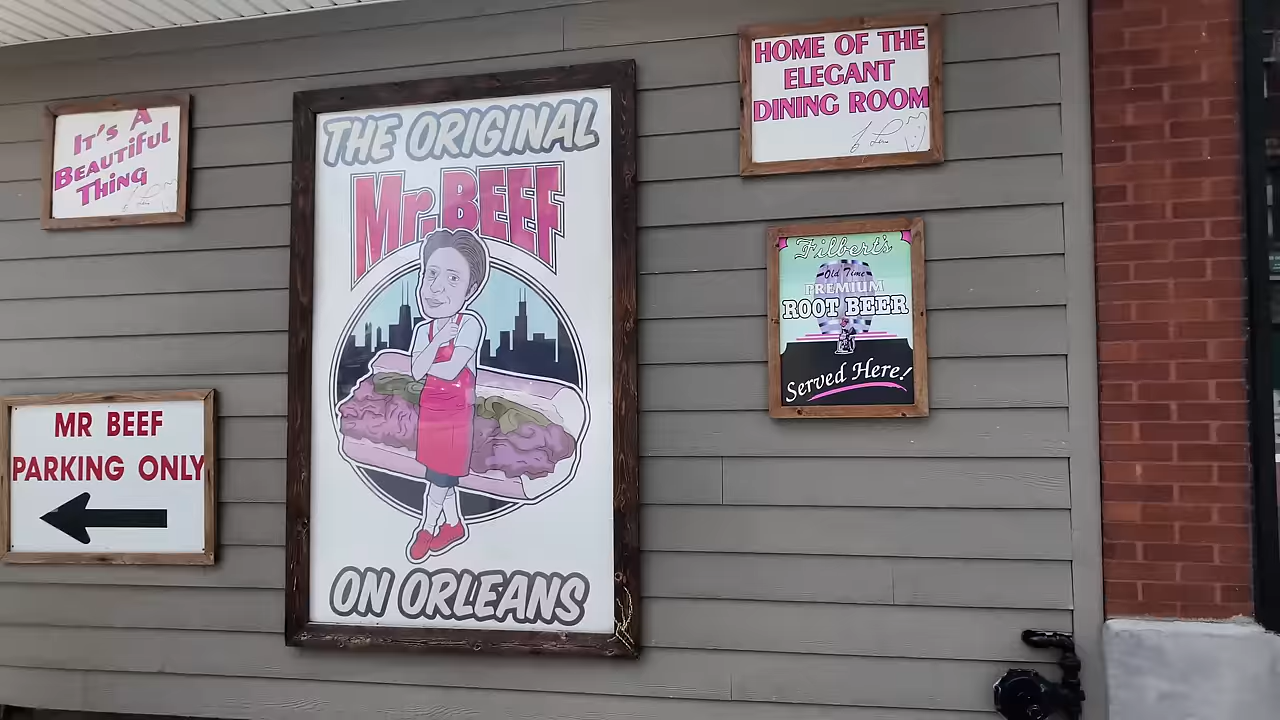 IT'S A
BEAUTIFUL
THING
THE ORIGINAL
Mr. BEEF
ON ORLEANS
MR BEEF
PARKING ONLY
HOME OF THE
ELEGANT
DINING ROOM
Filbert's
Old Time
PREMIUM
ROOT BEER
Served Here!